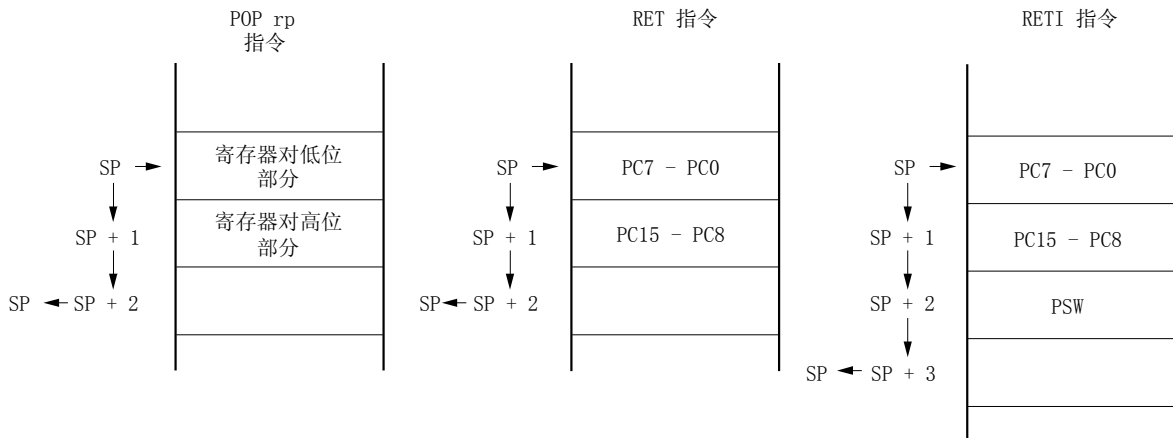 POP rp
指令
SP
寄存器对低位
部分
SP + 1
寄存器对高位
部分
SP
SP + 2
RET 指令
SP
PC7 - PC0
SP + 1
PC15 - PC8
SP
SP + 2
RETI 指令
SP
PC7 - PC0
SP + 1
PC15 - PC8
SP + 2
PSW
SP
SP + 3